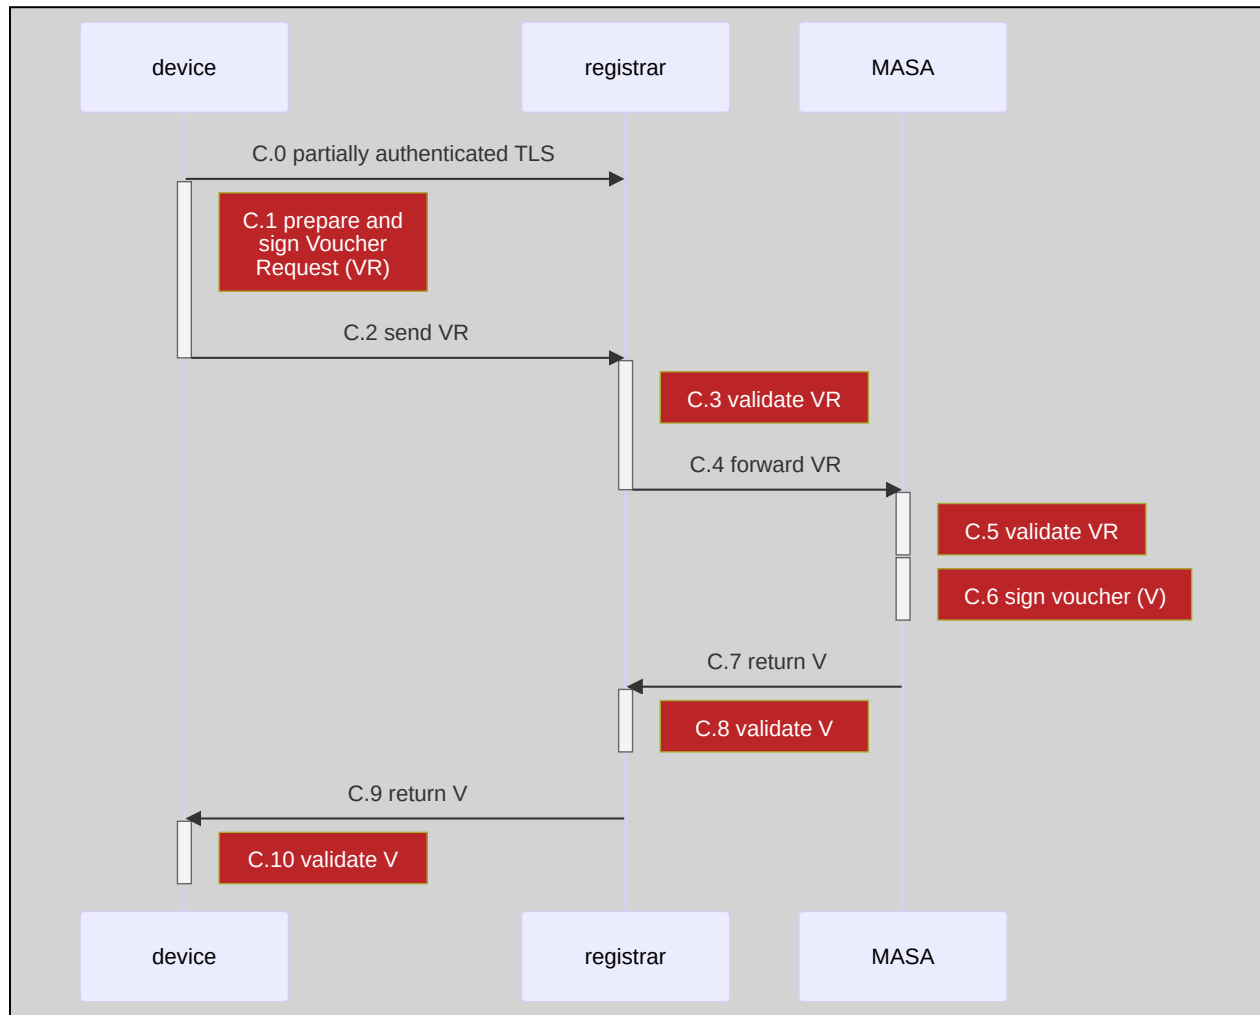 device
registrar
MASA
C.0 partially authenticated TLS
C.1 prepare and
sign Voucher
Request (VR)
C.2 send VR
C.3 validate VR
C.4 forward VR
C.5 validate VR
C.6 sign voucher (V)
C.7 return V
C.8 validate V
C.9 return V
C.10 validate V
device
registrar
MASA